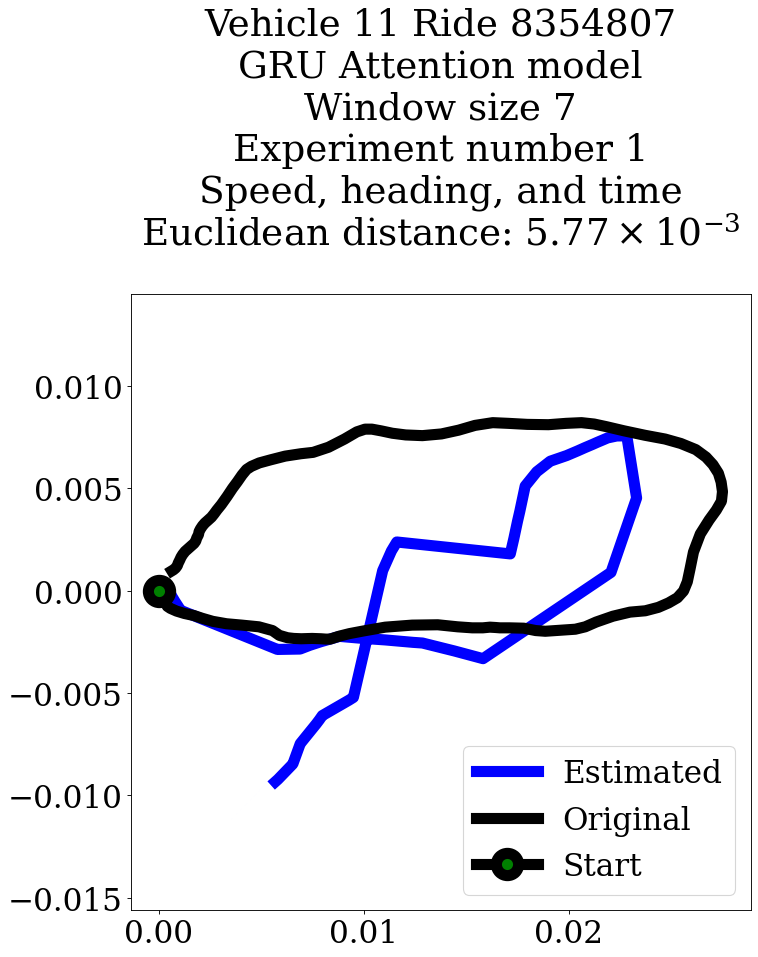 Vehicle 11 Ride 8354807
GRU Attention model
Window size 7
Experiment number 1
Speed, heading, and time
Euclidean distance: 5.77 × 10⁻³
0.010
0.005
0.000
−0.005
−0.010
−0.015
0.00 0.01 0.02
Estimated
Original
Start